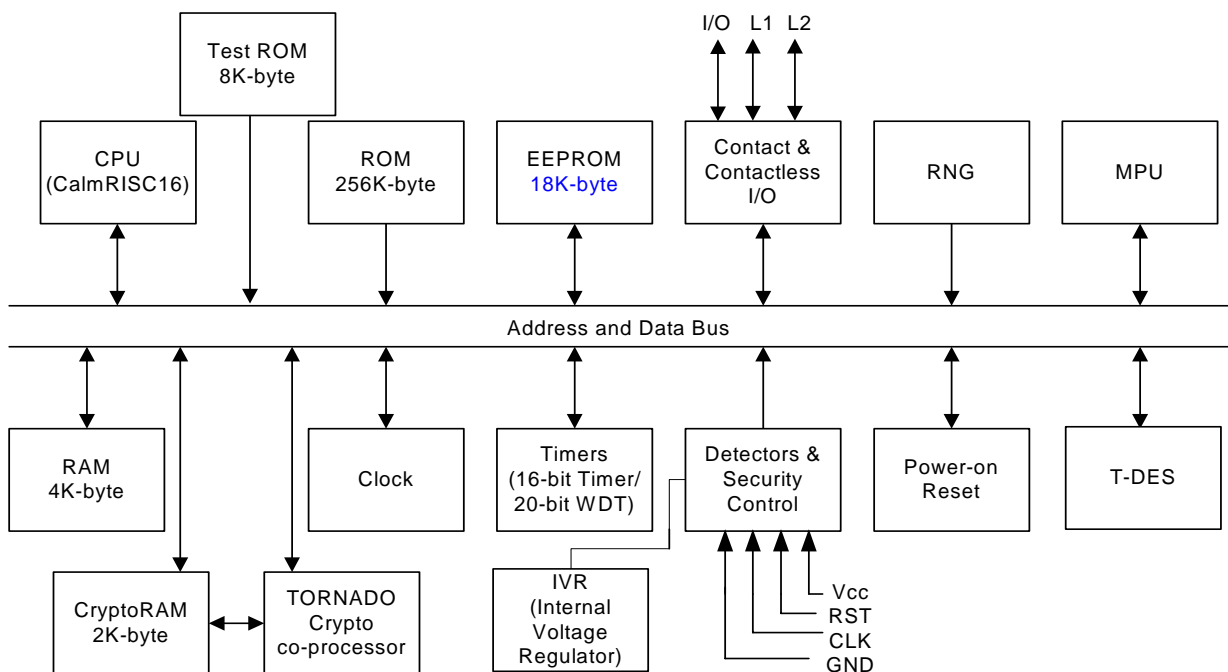 I/O L1 L2
Test ROM
8K-byte
CPU
(CalmRISC16)
ROM
256K-byte
EEPROM
18K-byte
Contact &
Contactless
I/O
RNG
MPU
Address and Data Bus
RAM
4K-byte
Clock
Timers
(16-bit Timer/
20-bit WDT)
Detectors &
Security
Control
Power-on
Reset
T-DES
CryptoRAM
2K-byte
TORNADO
Crypto
co-processor
IVR
(Internal
Voltage
Regulator)
Vcc
RST
CLK
GND